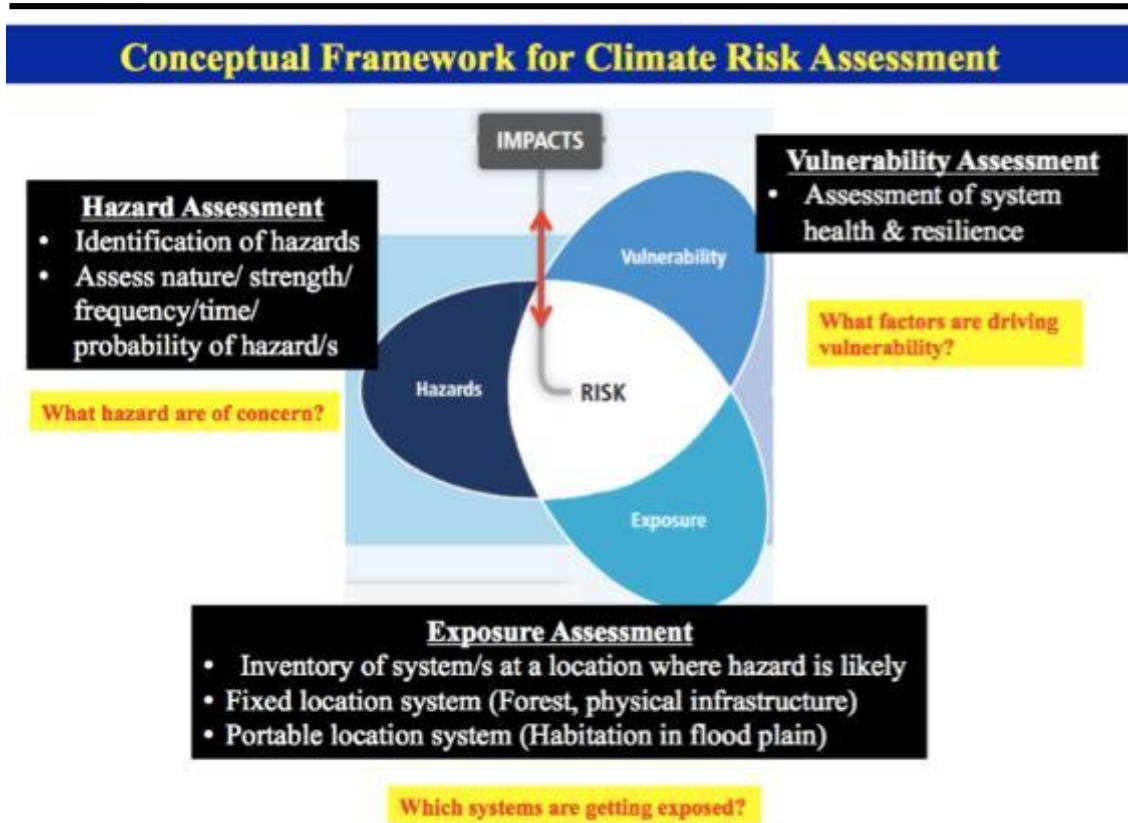 Conceptual Framework for Climate Risk Assessment
IMPACTS
Vulnerability Assessment
• Assessment of system
health & resilience
Hazard Assessment
• Identification of hazards
• Assess nature/ strength/
frequency/time/
probability of hazard/s
Vulnerability
What factors are driving
vulnerability?
Hazards
RISK
What hazard are of concern?
Exposure
Exposure Assessment
• Inventory of system/s at a location where hazard is likely
• Fixed location system (Forest, physical infrastructure)
• Portable location system (Habitation in flood plain)
Which systems are getting exposed?